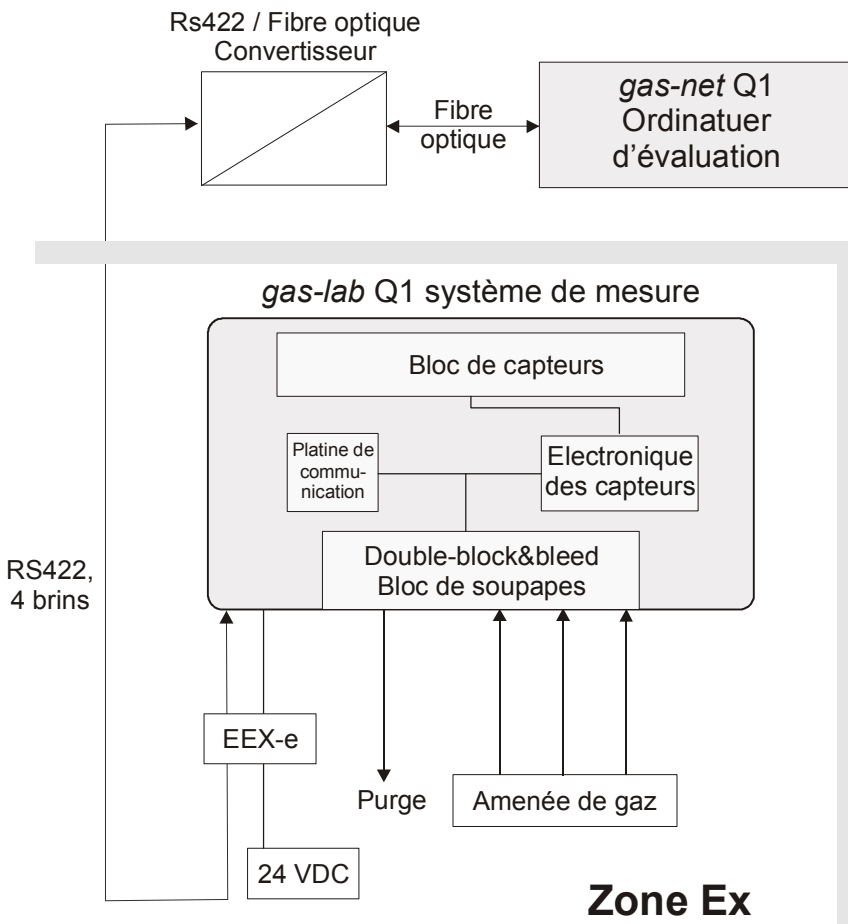 Rs422 / Fibre optique
Convertisseur
Fibre
optique
gas-net Q1
Ordinatuer
d'évaluation
gas-lab Q1 système de mesure
Bloc de capteurs
Platine de
commu-
nication
Electronique
des capteurs
Double-block&bleed
Bloc de soupapes
RS422,
4 brins
EEX-e
Purge
Amenée de gaz
24 VDC
Zone Ex